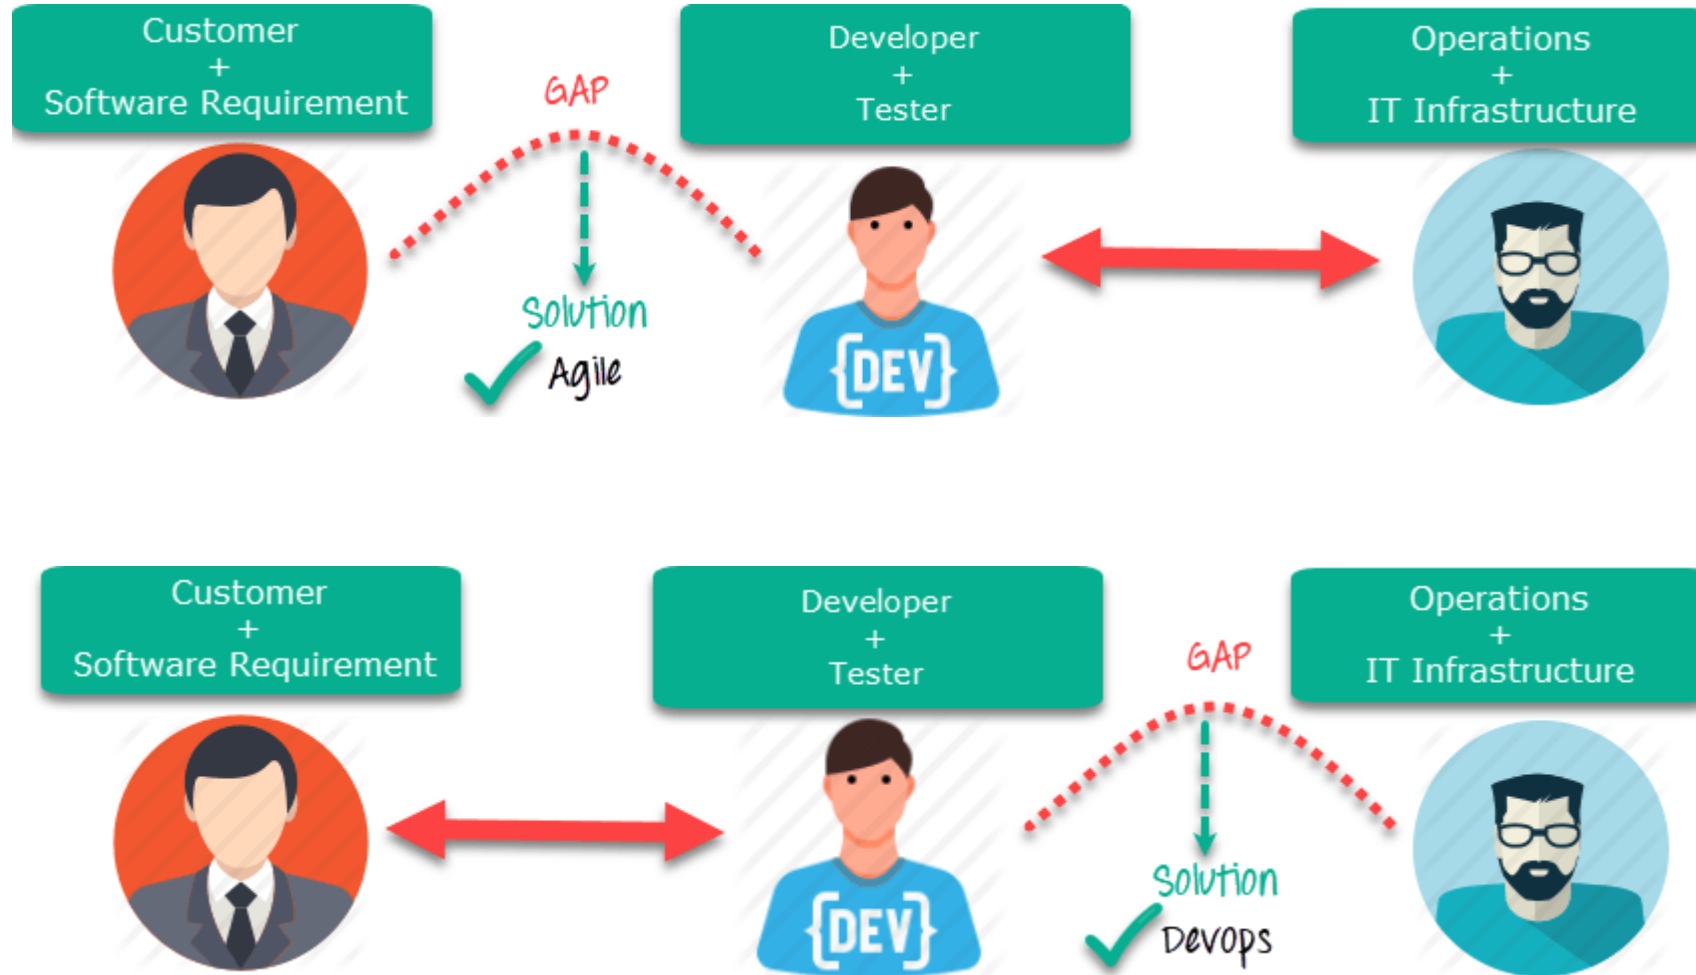 Customer
+
Software Requirement
GAP
Developer
+
Tester
Operations
+
IT Infrastructure
Solution
Agile
{DEV}
Customer
+
Software Requirement
Developer
+
Tester
GAP
Operations
+
IT Infrastructure
Solution
Devops
{DEV}